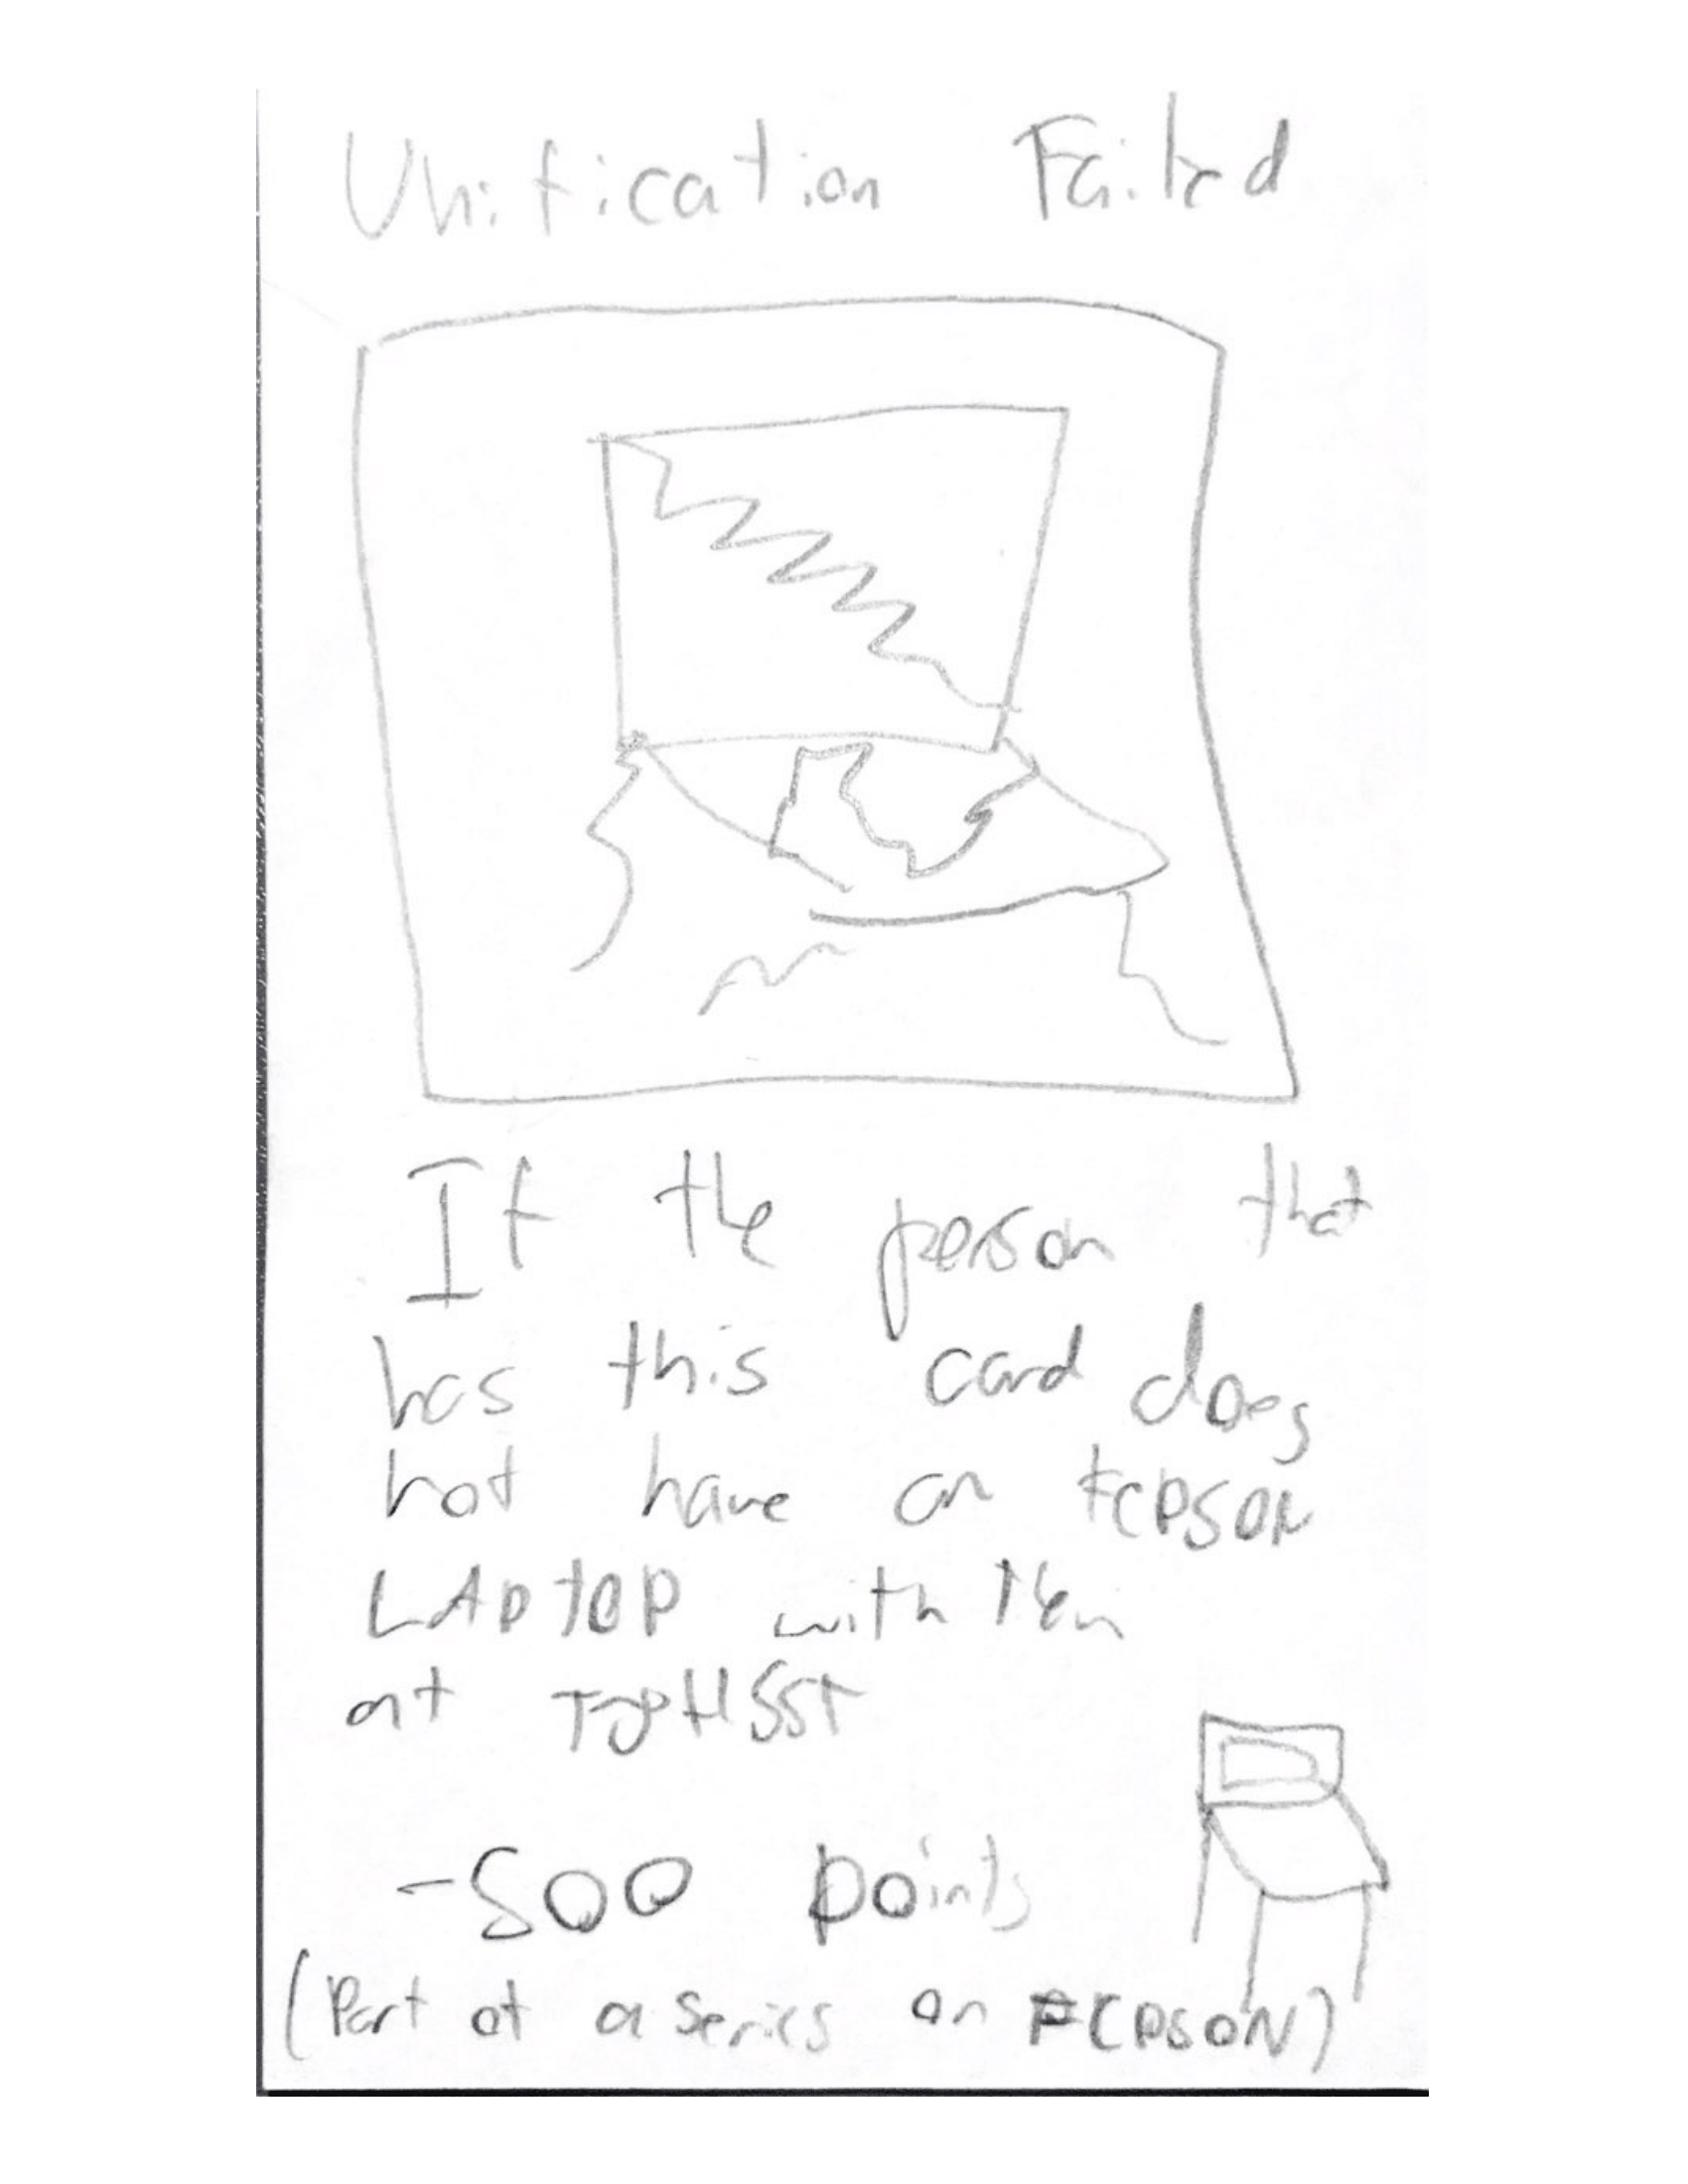 Unification Failed
If the person that
has this card does
not have an FCPSON
LAPTOP with them
at TJHSST
-500 points
(Part of a series on FCPSON)